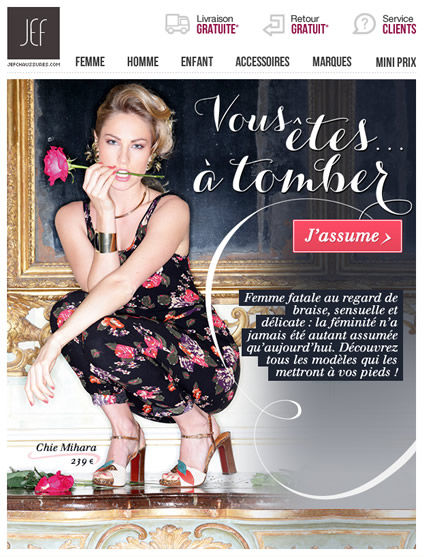 JEF
JEFCHAUSSURES.COM
Livraison
GRATUITE*
Retour
GRATUIT*
Service
CLIENTS
FEMME HOMME ENFANT ACCESSOIRES MARQUES MINI PRIX
Vous
êtes...
à tomber
J'assume >
Femme fatale au regard de
braise, sensuelle et
délicate : la féminité n'a
jamais été autant assumée
qu'aujourd'hui. Découvrez
tous les modèles qui les
mettront à vos pieds !
Chie Mihara
239 €